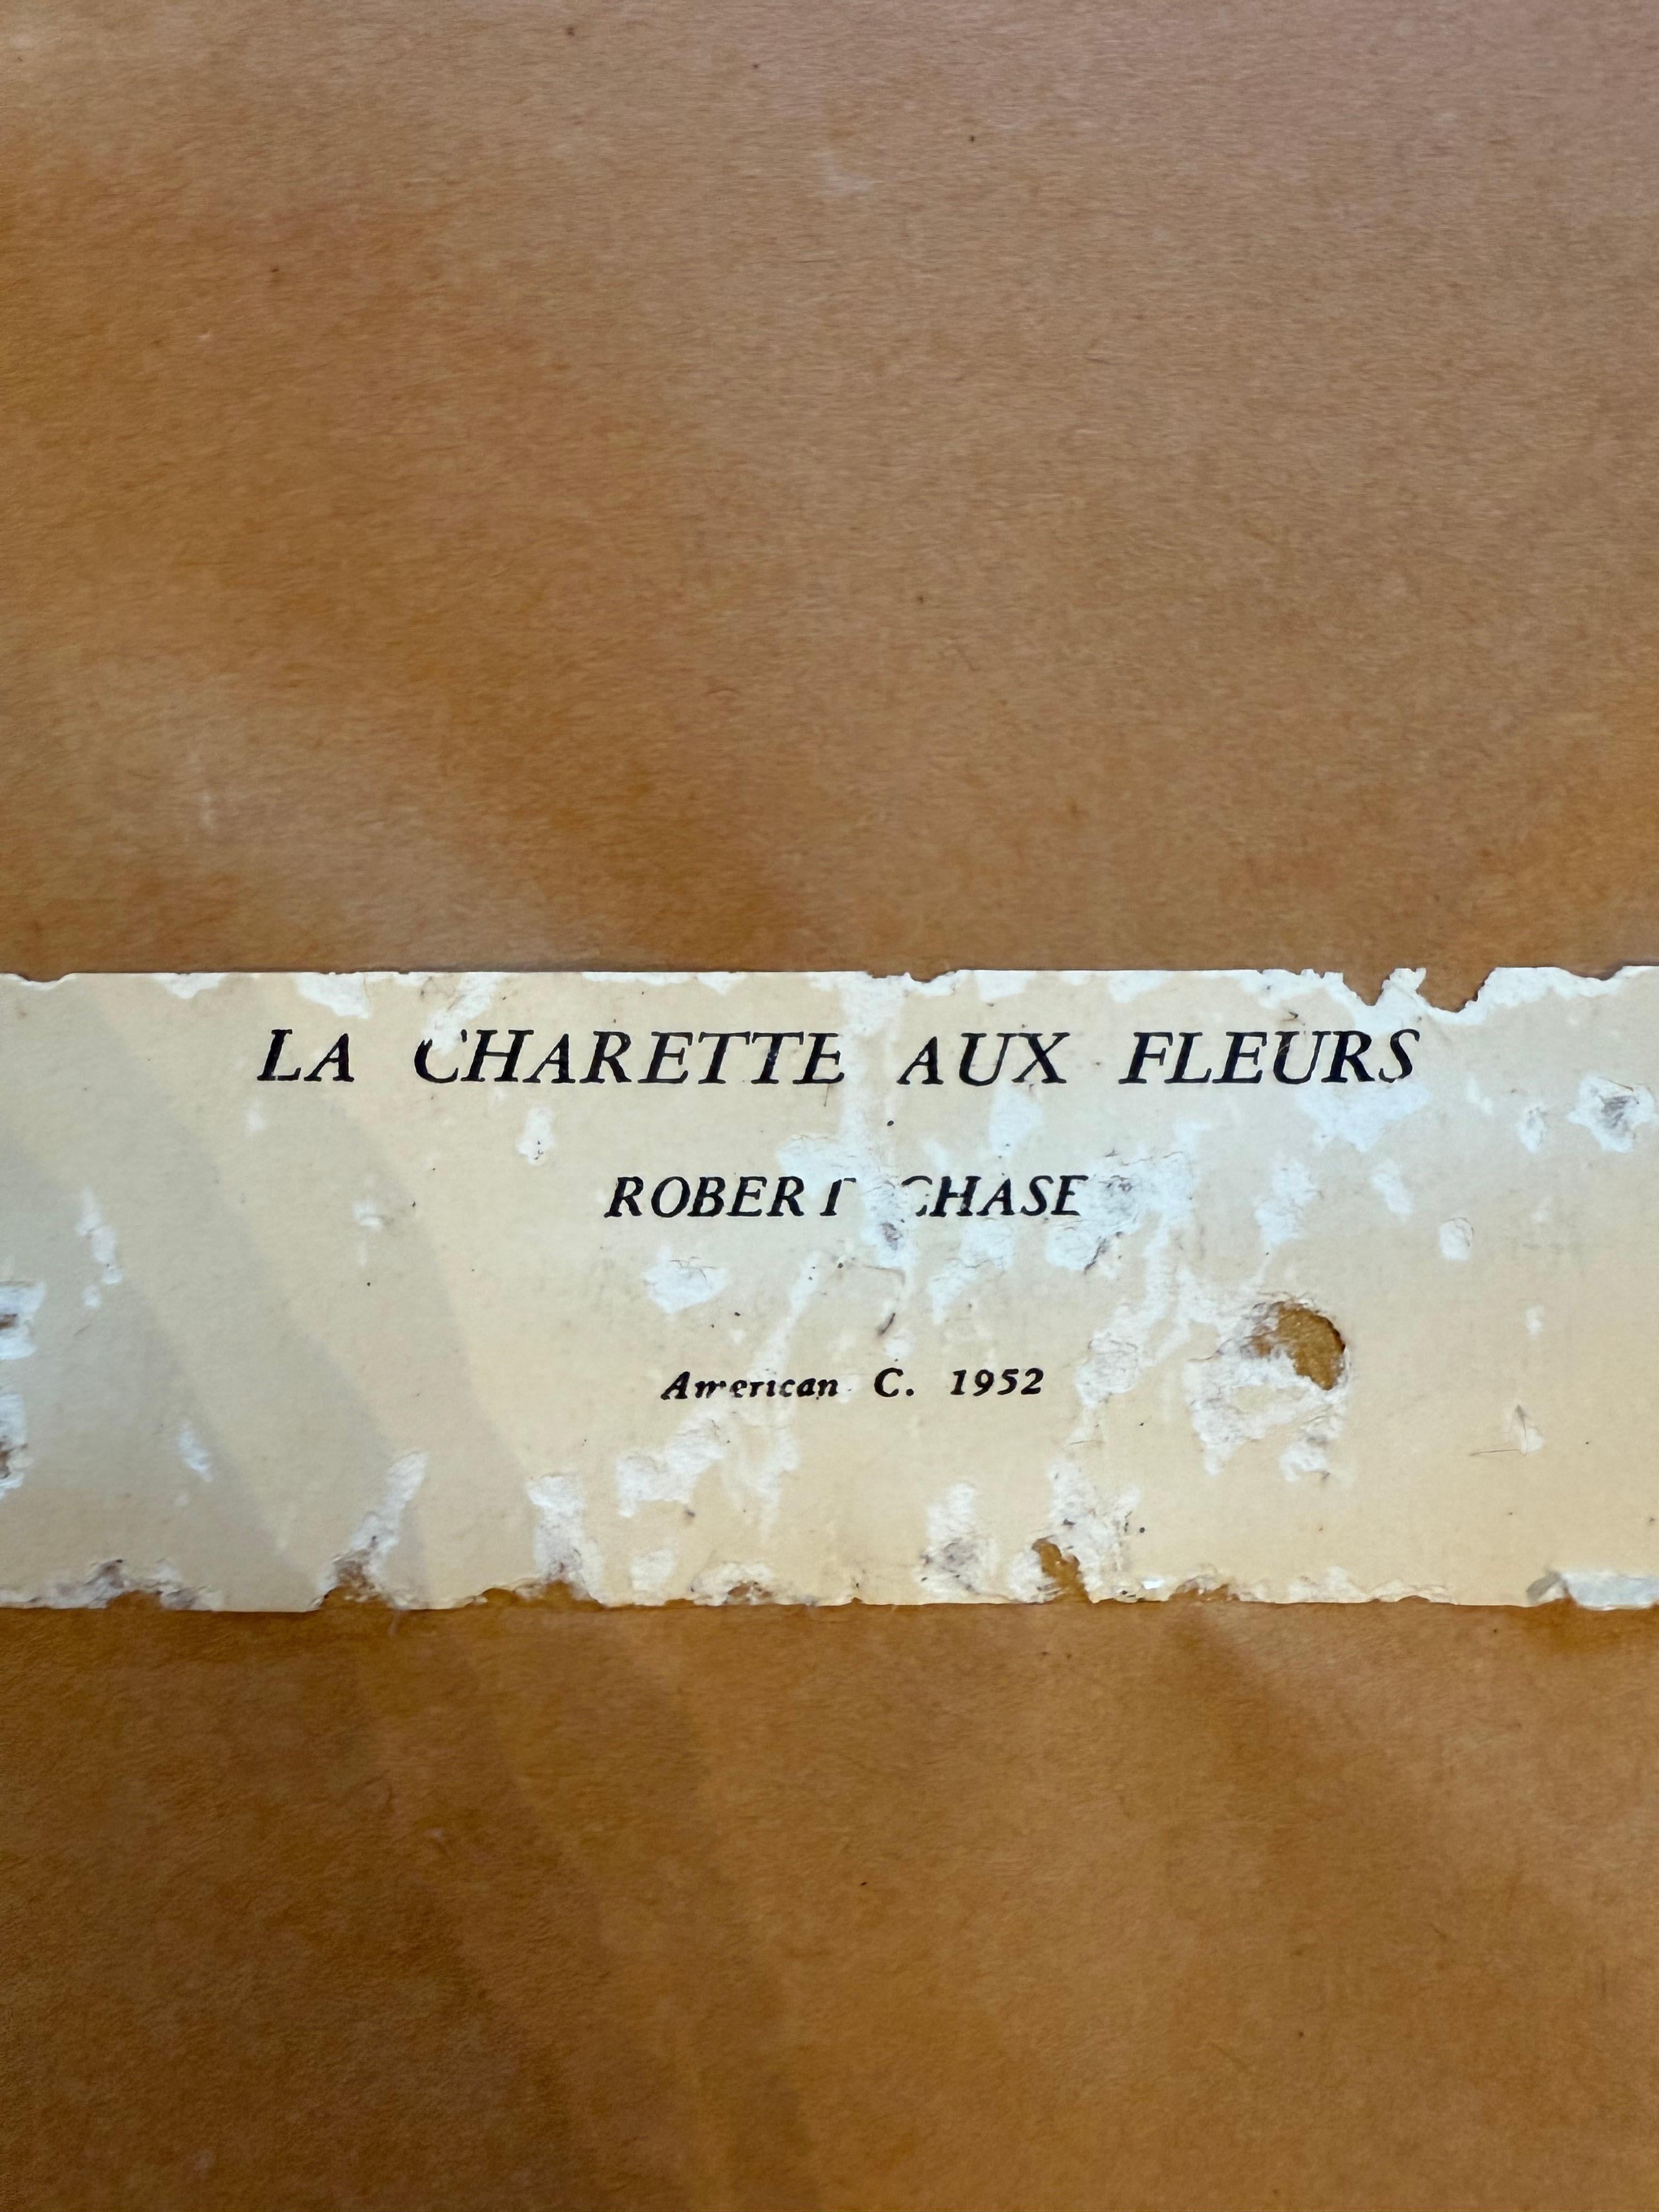 LA CHARETTE AUX FLEURS
ROBERT CHASE
American C. 1952